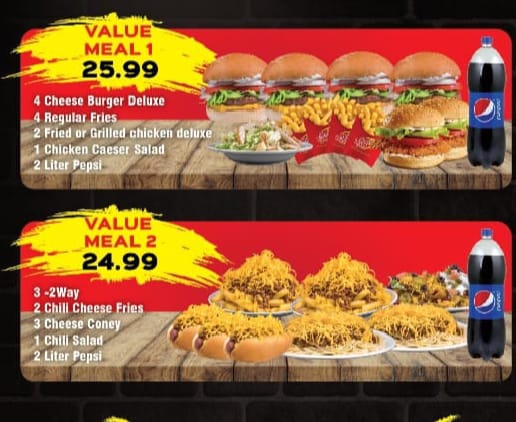 VALUE
MEAL 1
25.99
4 Cheese Burger Deluxe
4 Regular Fries
2 Fried or Grilled chicken deluxe
1 Chicken Caeser Salad
2 Liter Pepsi
pepsi
VALUE
MEAL 2
24.99
3 -2Way
2 Chili Cheese Fries
3 Cheese Coney
1 Chili Salad
2 Liter Pepsi
pepsi